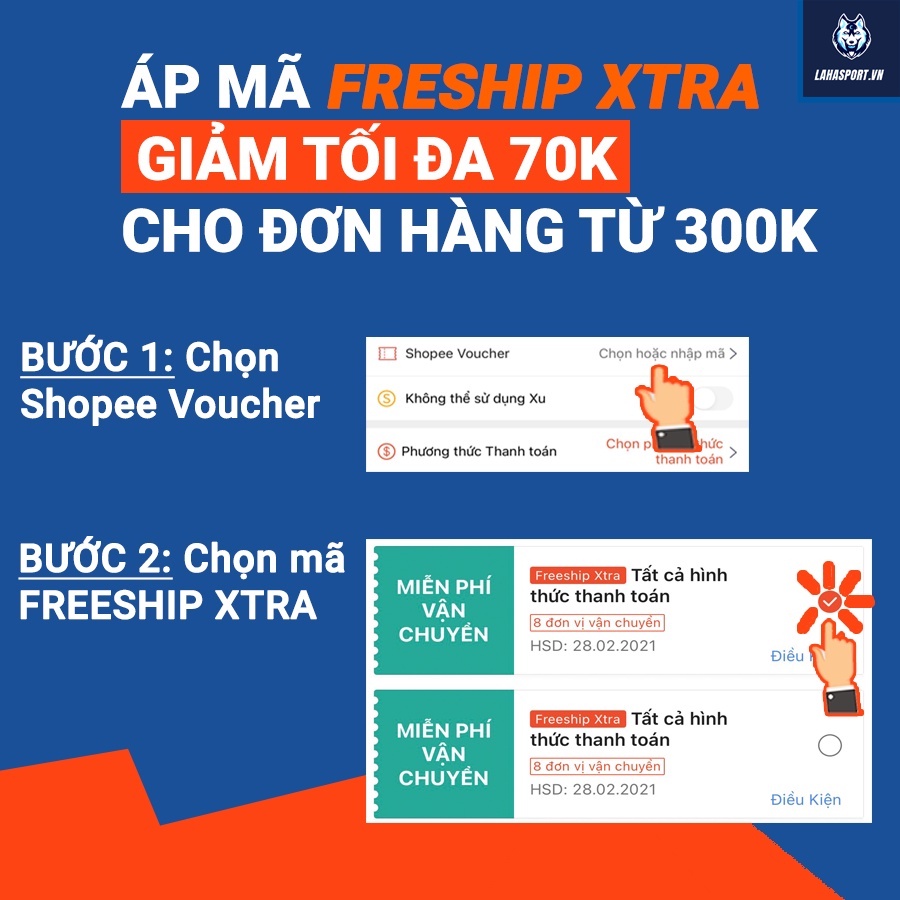 LAHASPORT.VN
ÁP MÃ FRESHIP XTRA
GIẢM TỐI ĐA 70K
CHO ĐƠN HÀNG TỪ 300K
BƯỚC 1: Chọn
Shopee Voucher
Shopee Voucher Chọn hoặc nhập mã >
Không thể sử dụng Xu
Phương thức Thanh toán Chọn thức
thanh toán >
BƯỚC 2: Chọn mã
FREESHIP XTRA
MIỄN PHÍ
VẬN
CHUYỂN
Freeship Xtra Tất cả hình
thức thanh toán
8 đơn vị vận chuyển
HSD: 28.02.2021
Điều
MIỄN PHÍ
VẬN
CHUYỂN
Freeship Xtra Tất cả hình
thức thanh toán
8 đơn vị vận chuyển
HSD: 28.02.2021
Điều Kiện